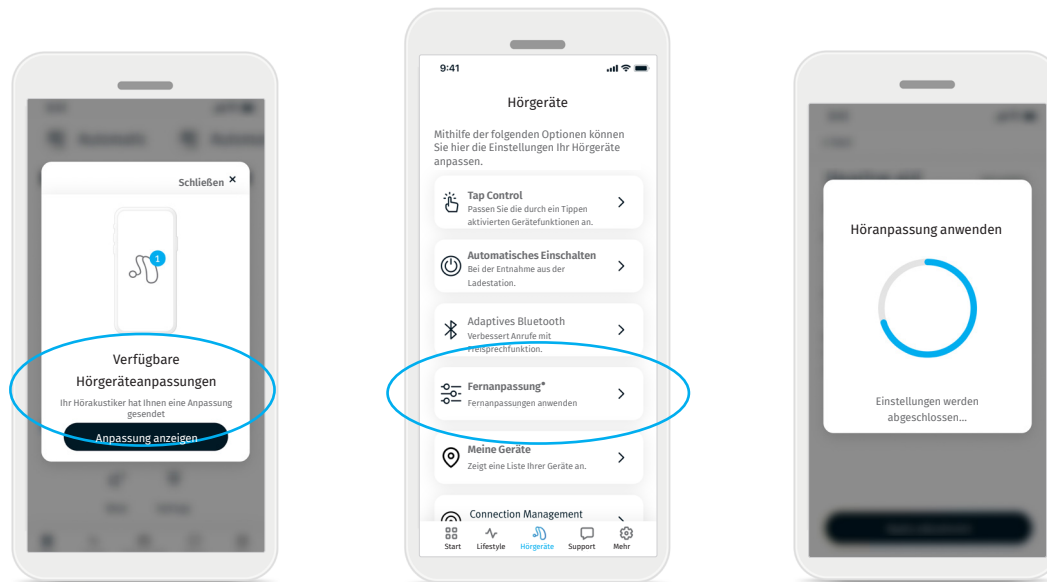 Schließen ×
1
Verfügbare
Hörgeräteanpassungen
Ihr Hörakustiker hat Ihnen eine Anpassung
gesendet
Anpassung anzeigen
9:41
Hörgeräte
Mithilfe der folgenden Optionen können
Sie hier die Einstellungen Ihr Hörgeräte
anpassen.
Tap Control
Passen Sie die durch ein Tippen
aktivierten Gerätefunktionen an.
Automatisches Einschalten
Bei der Entnahme aus der
Ladestation.
Adaptives Bluetooth
Verbessert Anrufe mit
Freisprechfunktion.
Fernanpassung*
Fernanpassungen anwenden
Meine Geräte
Zeigt eine Liste Ihrer Geräte an.
Connection Management
Start Lifestyle Hörgeräte Support Mehr
Höranpassung anwenden
Einstellungen werden
abgeschlossen...